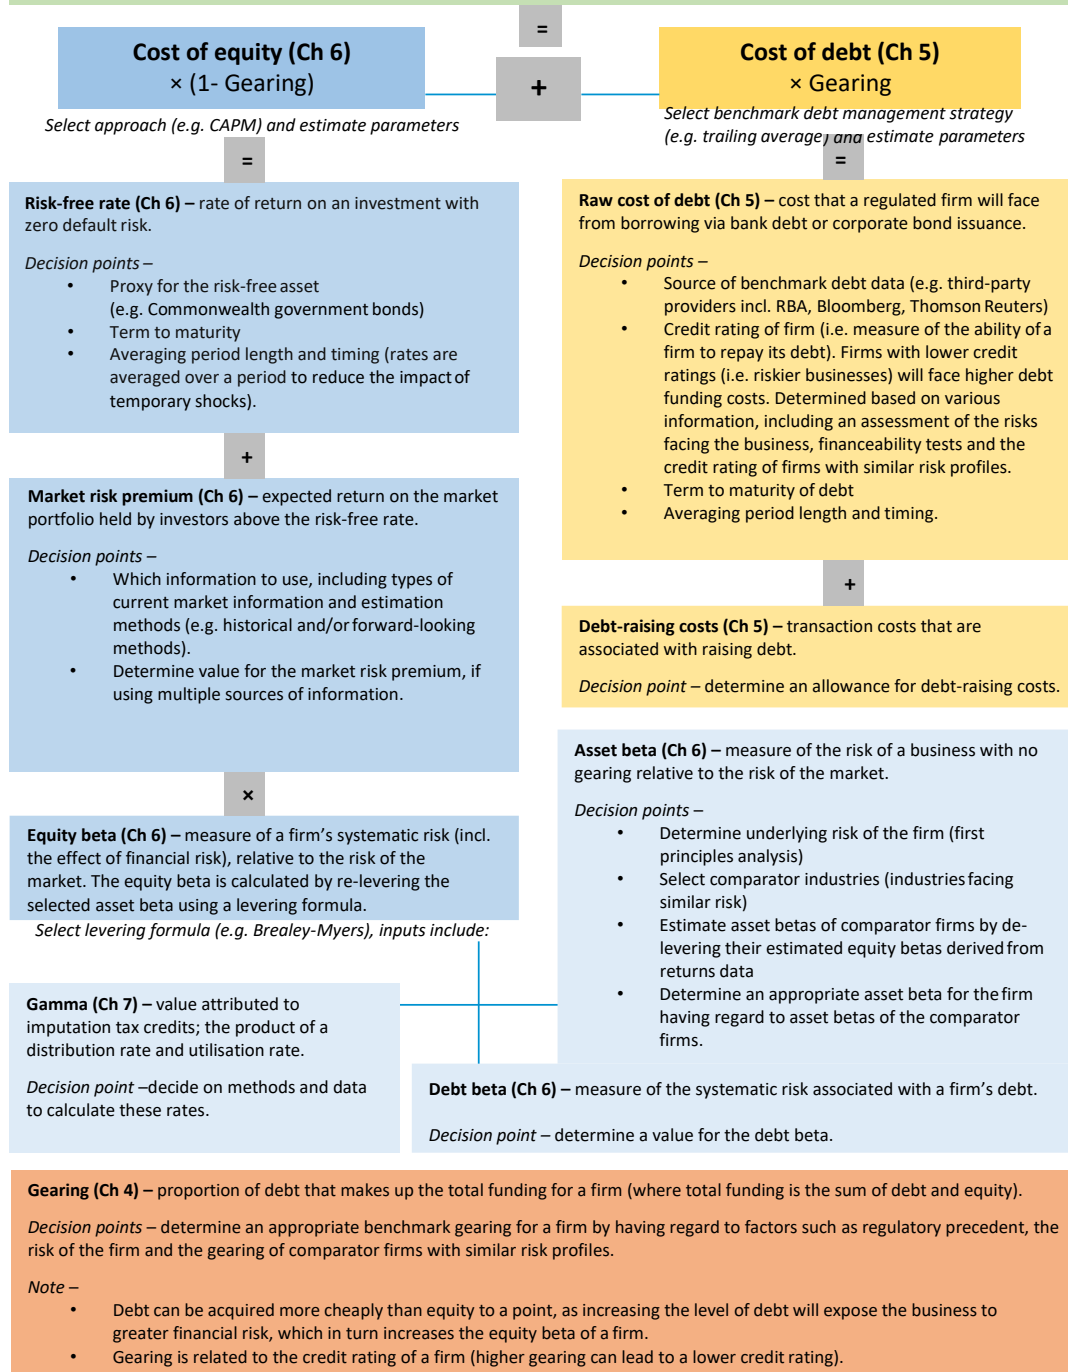 =
Cost of equity (Ch 6)
× (1- Gearing)
+
Cost of debt (Ch 5)
× Gearing
Select approach (e.g. CAPM) and estimate parameters
Select benchmark debt management strategy
(e.g. trailing average) and estimate parameters
=
Risk-free rate (Ch 6) – rate of return on an investment with
zero default risk.
Decision points –
• Proxy for the risk-free asset
(e.g. Commonwealth government bonds)
• Term to maturity
• Averaging period length and timing (rates are
averaged over a period to reduce the impact of
temporary shocks).
+
Market risk premium (Ch 6) – expected return on the market
portfolio held by investors above the risk-free rate.
Decision points –
• Which information to use, including types of
current market information and estimation
methods (e.g. historical and/or forward-looking
methods).
• Determine value for the market risk premium, if
using multiple sources of information.
×
Equity beta (Ch 6) – measure of a firm's systematic risk (incl.
the effect of financial risk), relative to the risk of the
market. The equity beta is calculated by re-levering the
selected asset beta using a levering formula.
Select levering formula (e.g. Brealey-Myers), inputs include:
=
Raw cost of debt (Ch 5) – cost that a regulated firm will face
from borrowing via bank debt or corporate bond issuance.
Decision points –
• Source of benchmark debt data (e.g. third-party
providers incl. RBA, Bloomberg, Thomson Reuters)
• Credit rating of firm (i.e. measure of the ability of a
firm to repay its debt). Firms with lower credit
ratings (i.e. riskier businesses) will face higher debt
funding costs. Determined based on various
information, including an assessment of the risks
facing the business, financeability tests and the
credit rating of firms with similar risk profiles.
• Term to maturity of debt
• Averaging period length and timing.
+
Debt-raising costs (Ch 5) – transaction costs that are
associated with raising debt.
Decision point – determine an allowance for debt-raising costs.
Asset beta (Ch 6) – measure of the risk of a business with no
gearing relative to the risk of the market.
Decision points –
• Determine underlying risk of the firm (first
principles analysis)
• Select comparator industries (industries facing
similar risk)
• Estimate asset betas of comparator firms by de-
levering their estimated equity betas derived from
returns data
• Determine an appropriate asset beta for the firm
having regard to asset betas of the comparator
firms.
Gamma (Ch 7) – value attributed to
imputation tax credits; the product of a
distribution rate and utilisation rate.
Decision point –decide on methods and data
to calculate these rates.
Debt beta (Ch 6) – measure of the systematic risk associated with a firm's debt.
Decision point – determine a value for the debt beta.
Gearing (Ch 4) – proportion of debt that makes up the total funding for a firm (where total funding is the sum of debt and equity).
Decision points – determine an appropriate benchmark gearing for a firm by having regard to factors such as regulatory precedent, the
risk of the firm and the gearing of comparator firms with similar risk profiles.
Note –
• Debt can be acquired more cheaply than equity to a point, as increasing the level of debt will expose the business to
greater financial risk, which in turn increases the equity beta of a firm.
• Gearing is related to the credit rating of a firm (higher gearing can lead to a lower credit rating).